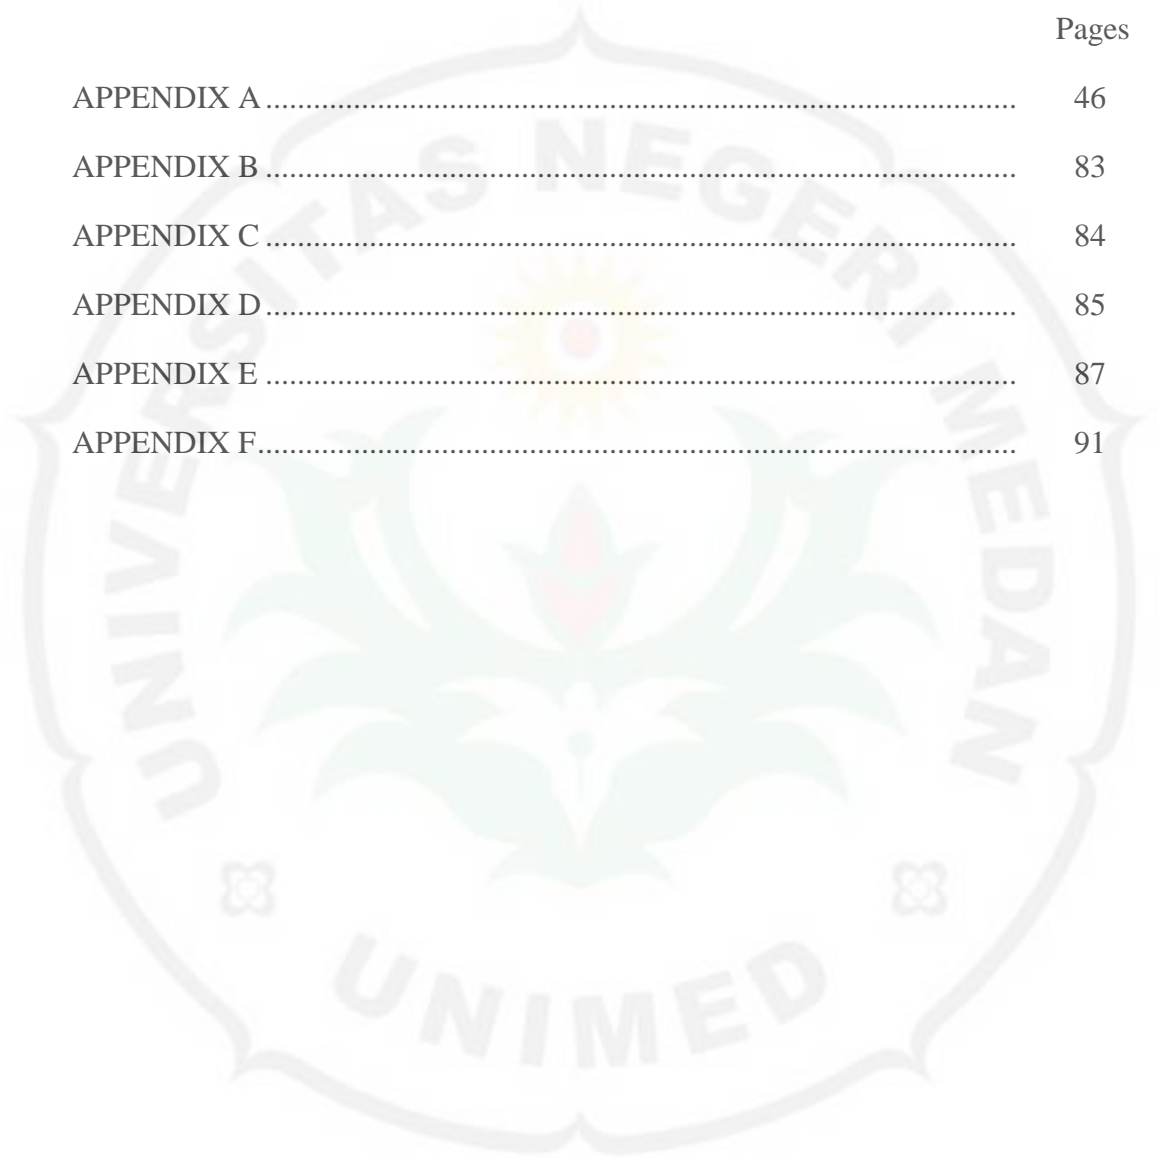 Pages
APPENDIX A ............................................................................................ 46
APPENDIX B ............................................................................................ 83
APPENDIX C ............................................................................................ 84
APPENDIX D ............................................................................................ 85
APPENDIX E ............................................................................................ 87
APPENDIX F ............................................................................................ 91
UNIVERSITAS NEGERI MEDAN
UNIMED